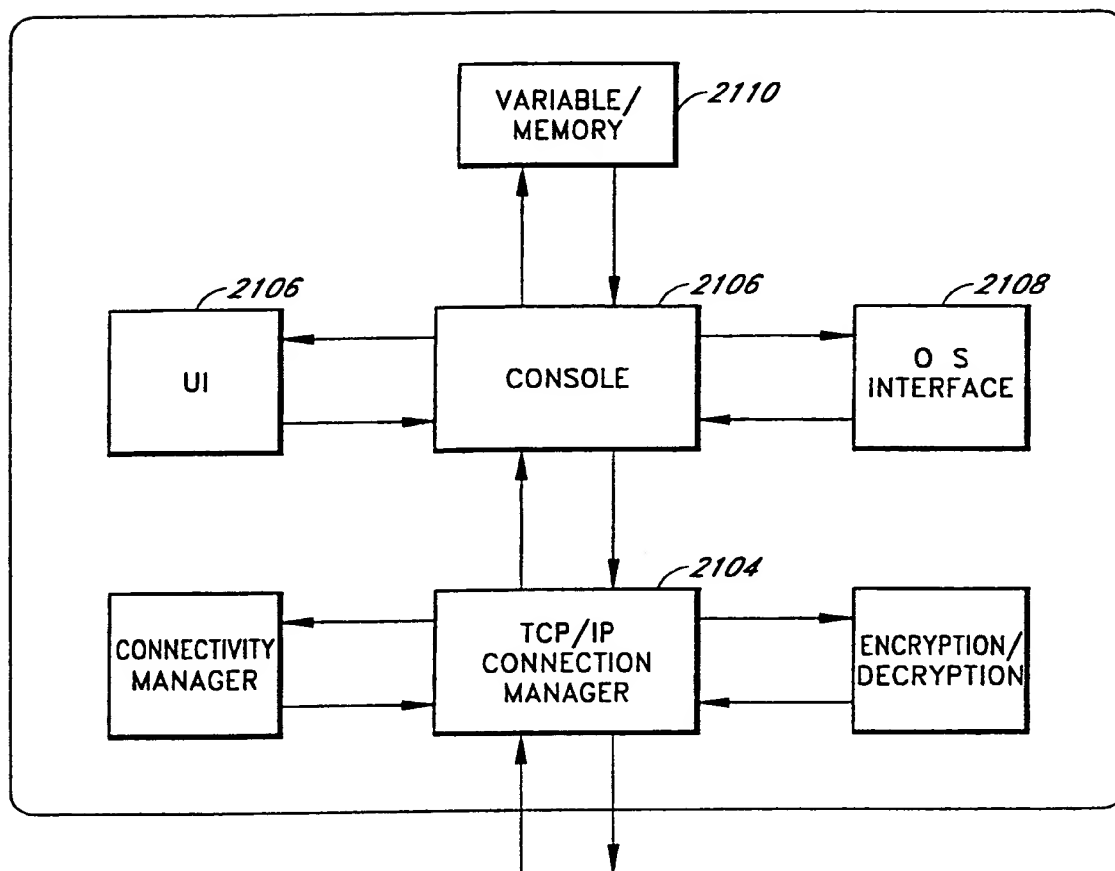 VARIABLE/
MEMORY
2110
2106
UI
2106
CONSOLE
2108
O S
INTERFACE
CONNECTIVITY
MANAGER
2104
TCP/IP
CONNECTION
MANAGER
ENCRYPTION/
DECRYPTION